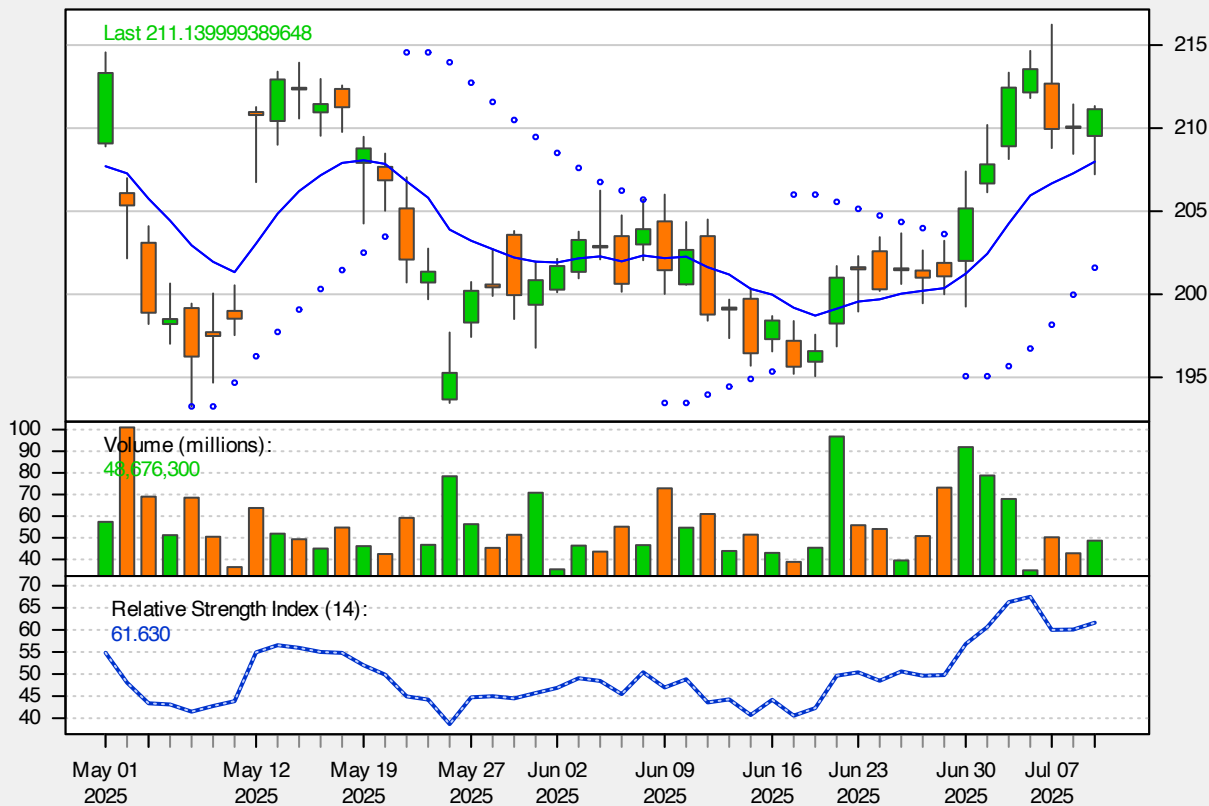 Last 211.139999389648
215
210
205
200
195
100
90
80
70
60
50
40
Volume (millions):
48,676,300
70
65
60
55
50
45
40
Relative Strength Index (14):
61.630
May 01
2025
May 12
2025
May 19
2025
May 27
2025
Jun 02
2025
Jun 09
2025
Jun 16
2025
Jun 23
2025
Jun 30
2025
Jul 07
2025